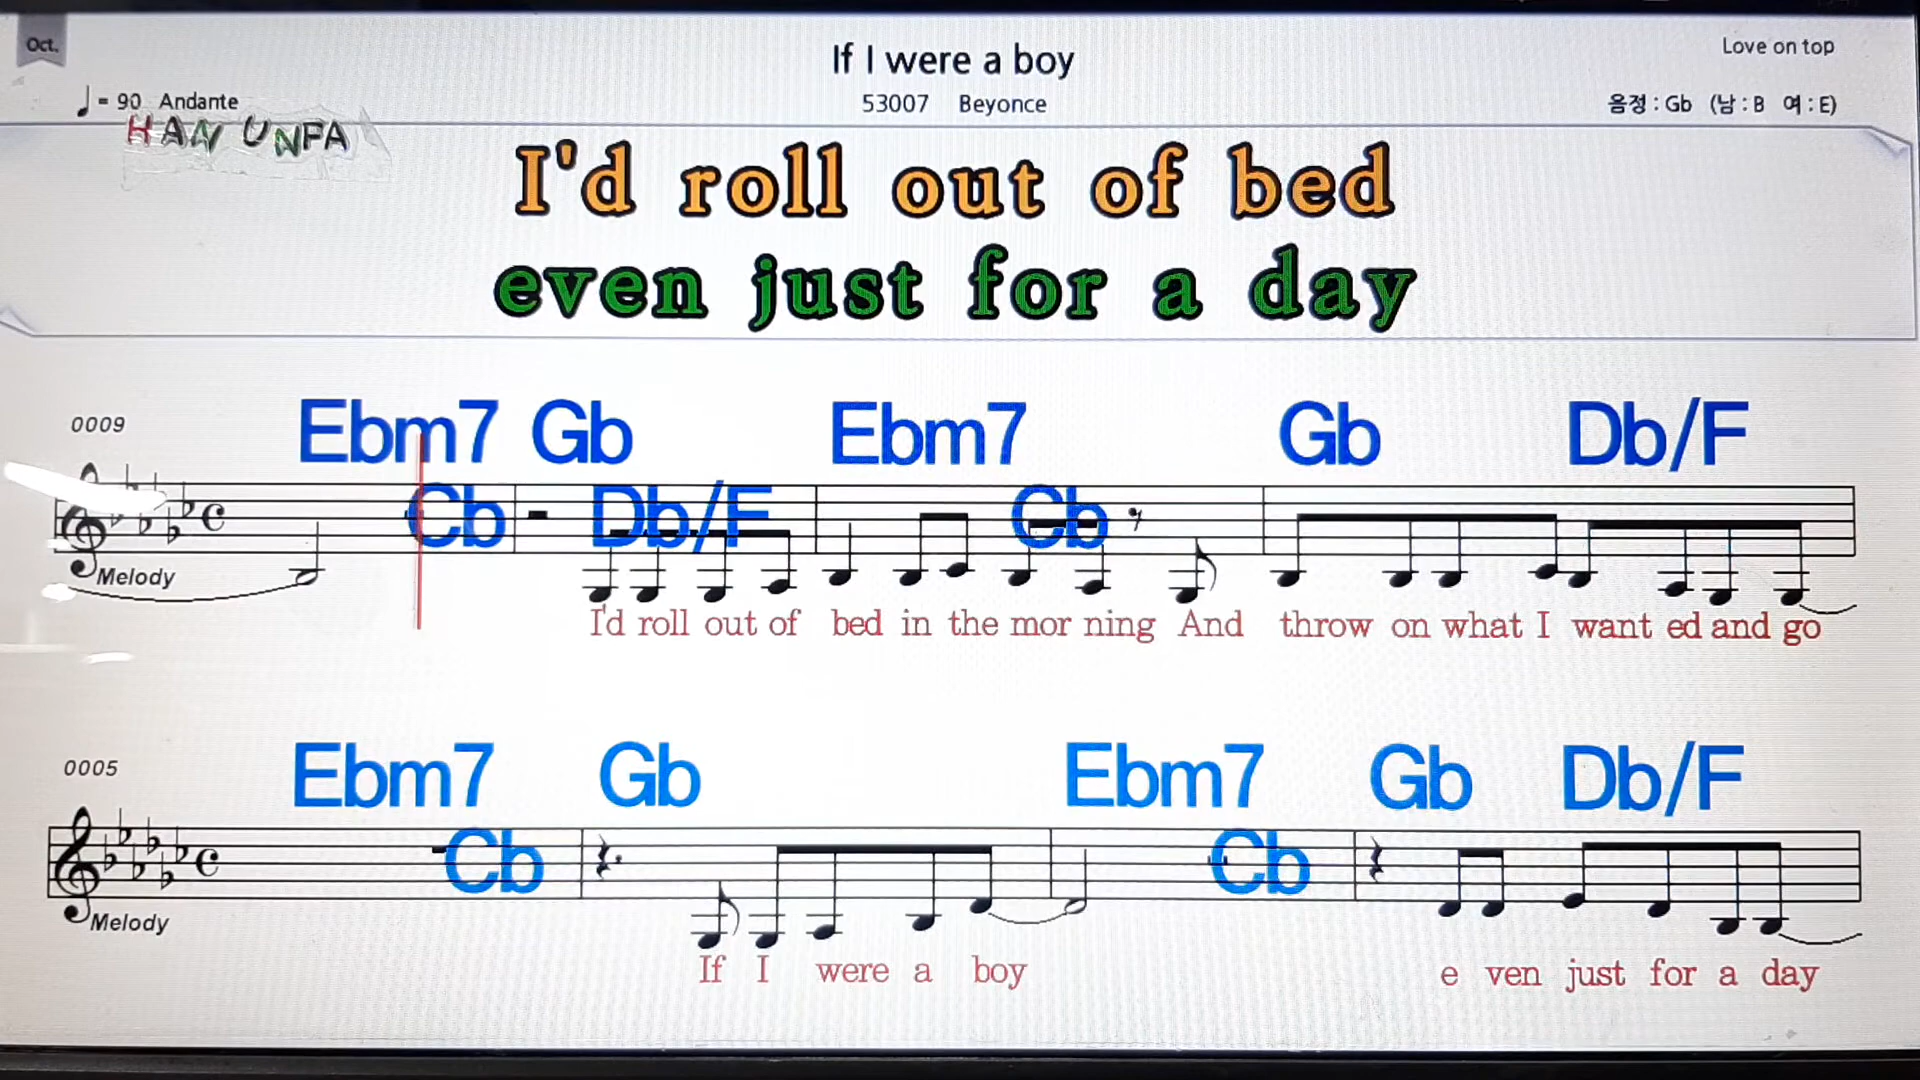 Oct.
If I were a boy
Love on top
= 90 Andante
53007 Beyonce
음정 : Gb (남 : B 여 : E)
HAN UNFA
I'd roll out of bed
even just for a day
0009
Ebm7 Gb Ebm7 Gb Db/F
Cb Db/F Cb
Melody
I'd roll out of bed in the mor ning And throw on what I want ed and go
0005
Ebm7 Gb Ebm7 Gb Db/F
Cb Cb
Melody
If I were a boy e ven just for a day